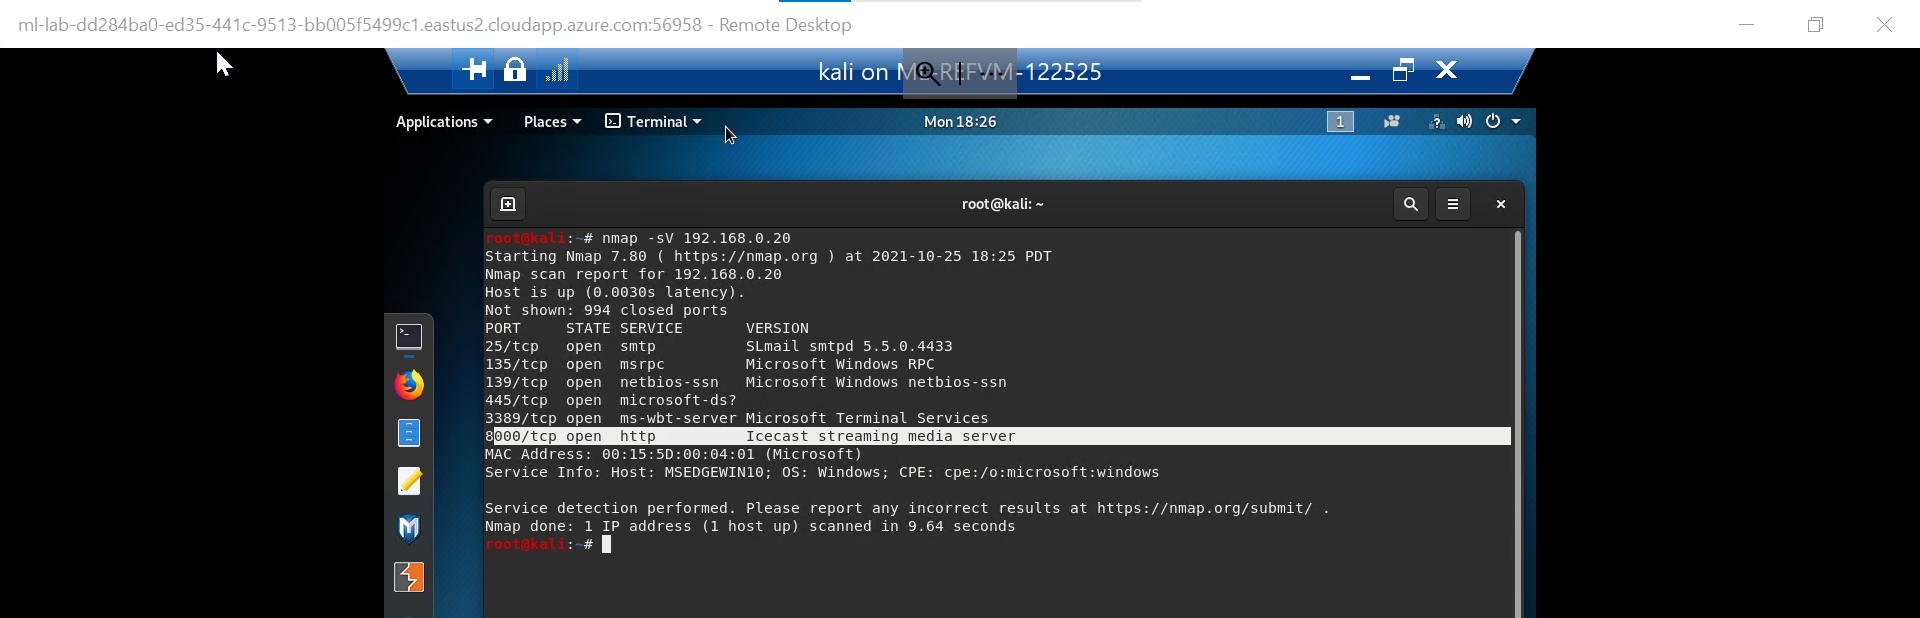 ml-lab-dd284ba0-ed35-441c-9513-bb005f5499c1.eastus2.cloudapp.azure.com:56958 - Remote Desktop
kali on ML-REFVM-122525
Applications Places Terminal Mon 18:26 1
root@kali: ~
root@kali:~# nmap -sV 192.168.0.20
Starting Nmap 7.80 ( https://nmap.org ) at 2021-10-25 18:25 PDT
Nmap scan report for 192.168.0.20
Host is up (0.0030s latency).
Not shown: 994 closed ports
PORT     STATE SERVICE       VERSION
25/tcp   open  smtp          SLmail smtpd 5.5.0.4433
135/tcp  open  msrpc         Microsoft Windows RPC
139/tcp  open  netbios-ssn   Microsoft Windows netbios-ssn
445/tcp  open  microsoft-ds?
3389/tcp open  ms-wbt-server Microsoft Terminal Services
8000/tcp open  http          Icecast streaming media server
MAC Address: 00:15:5D:00:04:01 (Microsoft)
Service Info: Host: MSEDGEWIN10; OS: Windows; CPE: cpe:/o:microsoft:windows
Service detection performed. Please report any incorrect results at https://nmap.org/submit/ .
Nmap done: 1 IP address (1 host up) scanned in 9.64 seconds
root@kali:~#